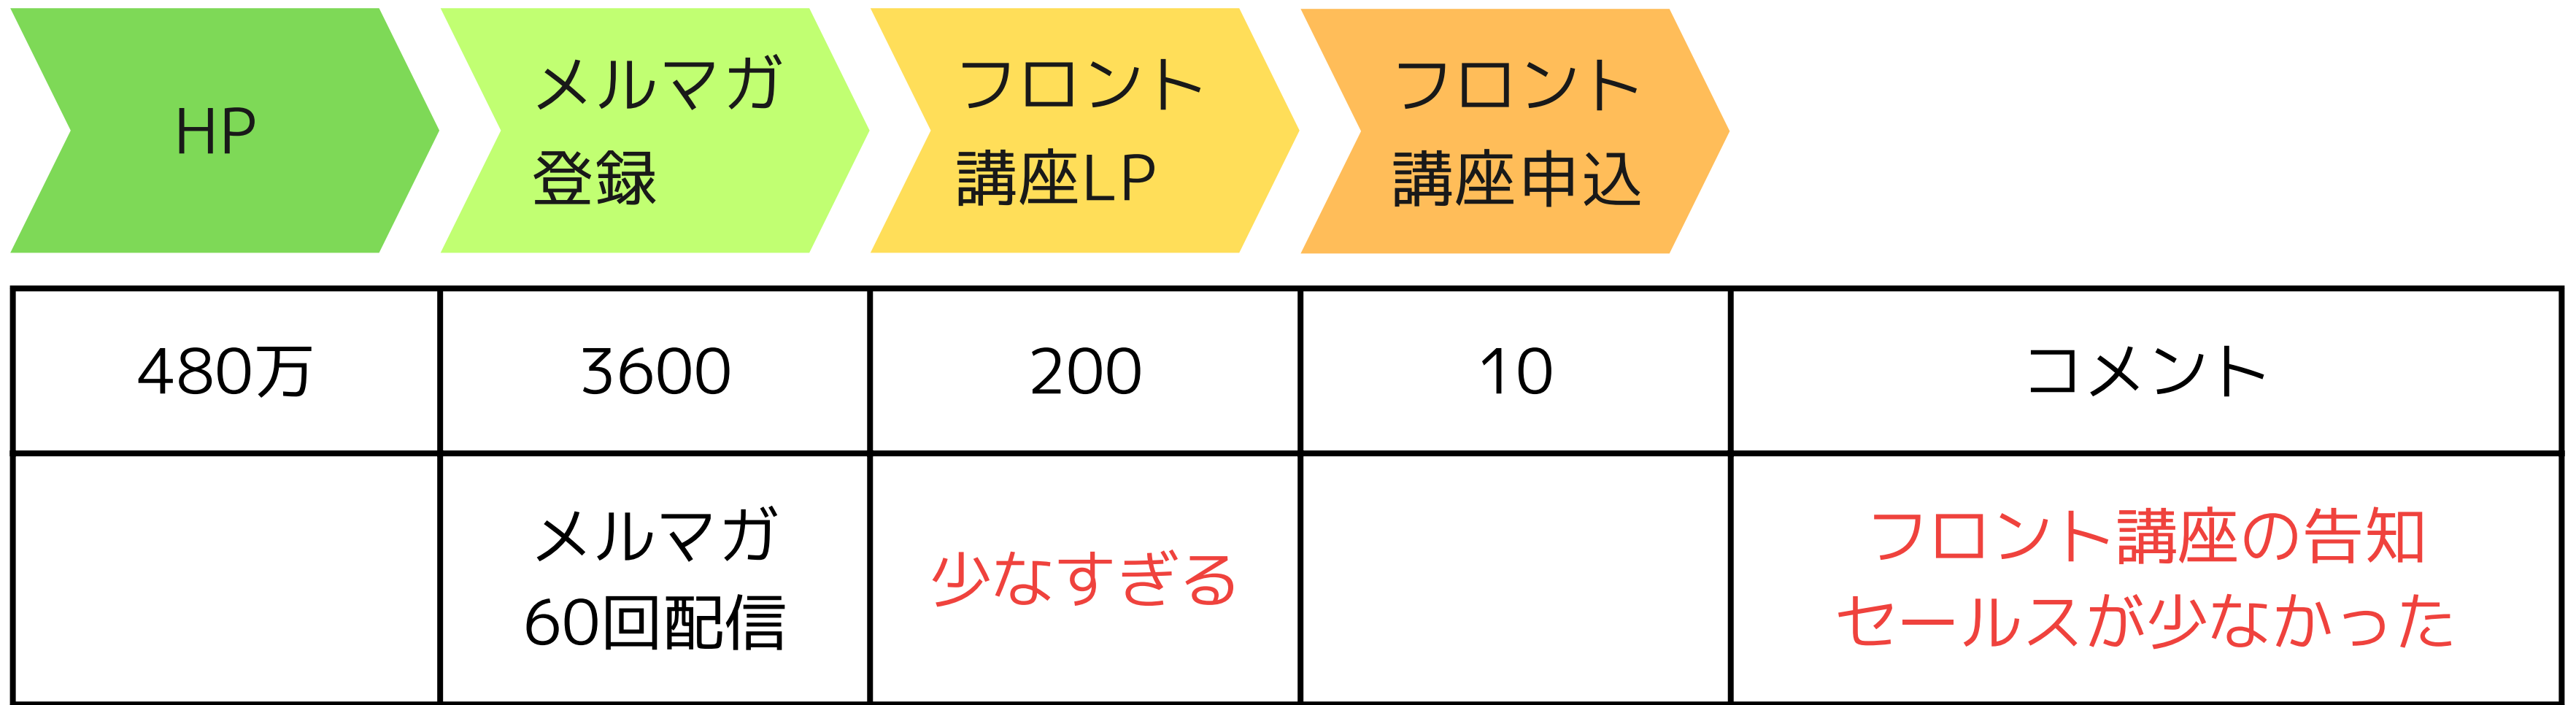 HP
メルマガ
登録
フロント
講座LP
フロント
講座申込
480万
3600
200
10
コメント
メルマガ
60回配信
少なすぎる
フロント講座の告知
セールスが少なかった